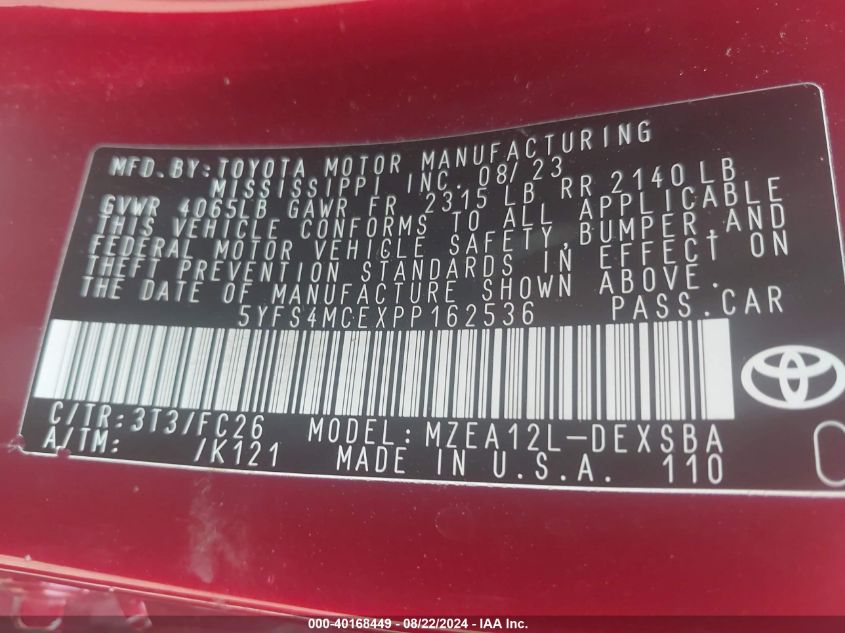 MFD. BY: TOYOTA MOTOR MANUFACTURING
MISSISSIPPI INC. 08/23
GVWR 4065LB GAWR FR 2315 LB RR 2140 LB
THIS VEHICLE CONFORMS TO ALL APPLICABLE
FEDERAL MOTOR VEHICLE SAFETY, BUMPER, AND
THEFT PREVENTION STANDARDS IN EFFECT ON
THE DATE OF MANUFACTURE SHOWN ABOVE.
5YFS4MCEXPP162536 PASS. CAR
C/TR: 3T3/FC26 MODEL: MZEA12L-DEXSBA
A/TM: /K121 MADE IN U.S.A. 110
000-40168449 - 08/22/2024 - IAA Inc.